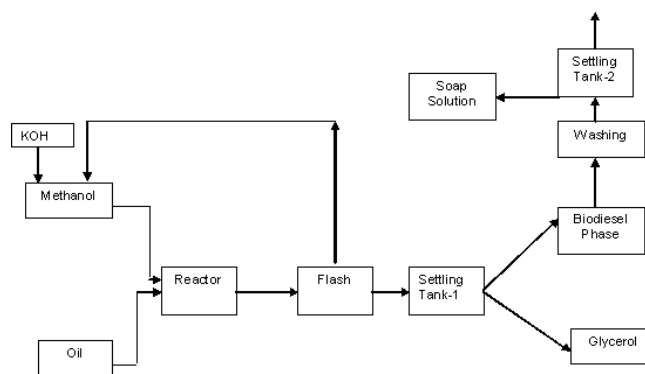 Settling
Tank-2
Soap
Solution
KOH
Washing
Methanol
Biodiesel
Phase
Reactor
Flash
Settling
Tank-1
Oil
Glycerol